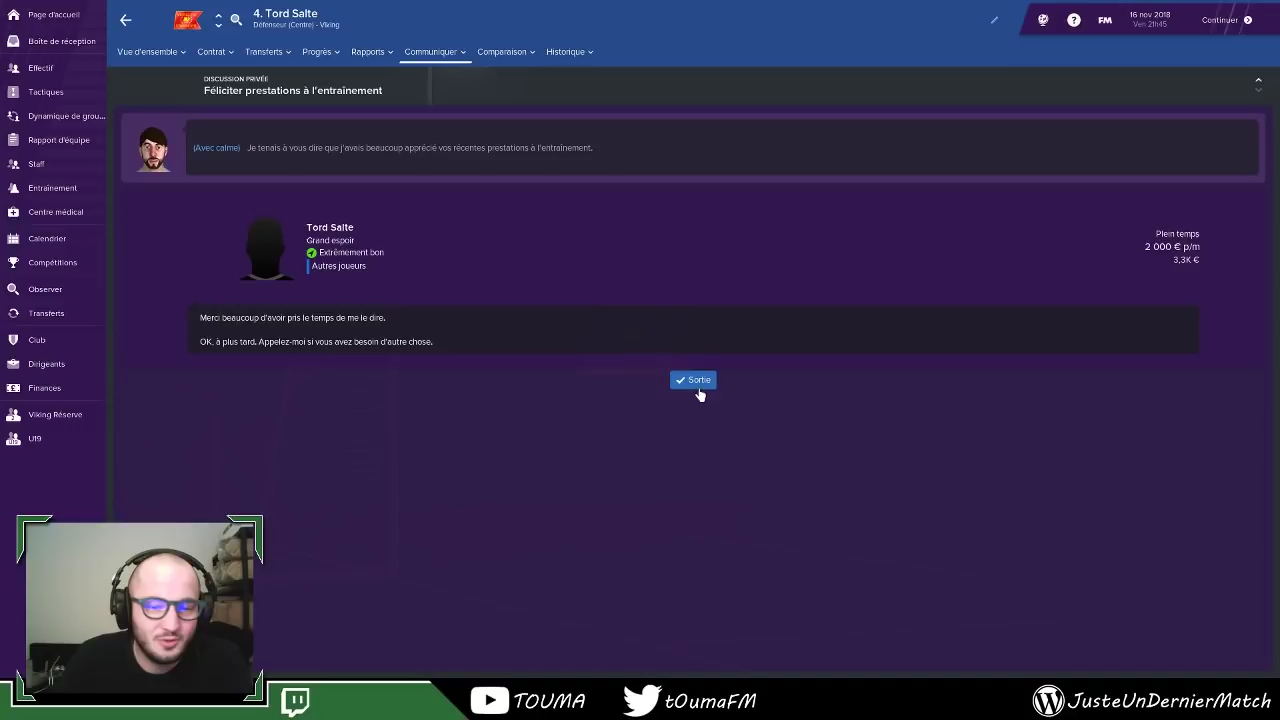 Page d'accueil
Boîte de réception
Effectif
Tactiques
Dynamique de grou...
Rapport d'équipe
Staff
Entraînement
Centre médical
Calendrier
Compétitions
Observer
Transferts
Club
Dirigeants
Finances
Viking Réserve
U19
4. Tord Salte
Défenseur (Centre) - Viking
FM
16 nov 2018
Ven 21h45
Continuer
Vue d'ensemble
Contrat
Transferts
Progrès
Rapports
Communiquer
Comparaison
Historique
DISCUSSION PRIVÉE
Féliciter prestations à l'entraînement
(Avec calme) Je tenais à vous dire que j'avais beaucoup apprécié vos récentes prestations à l'entraînement.
Tord Salte
Grand espoir
Extrêmement bon
Autres joueurs
Plein temps
2 000 € p/m
3,3K €
Merci beaucoup d'avoir pris le temps de me le dire.
OK, à plus tard. Appelez-moi si vous avez besoin d'autre chose.
Sortie
TOUMA
tOumaFM
JusteUnDernierMatch